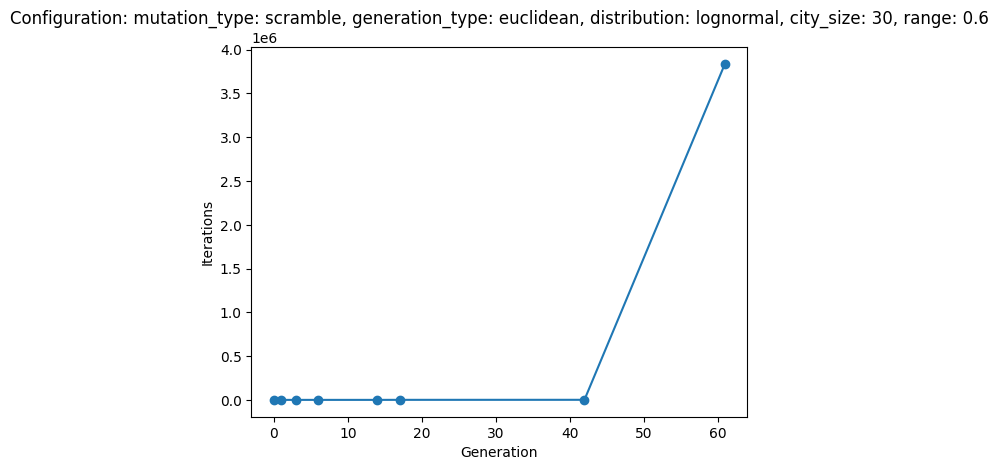 Configuration: mutation_type: scramble, generation_type: euclidean, distribution: lognormal, city_size: 30, range: 0.6
1e6
4.0
3.5
3.0
2.5
2.0
1.5
1.0
0.5
0.0
Iterations
0 10 20 30 40 50 60
Generation